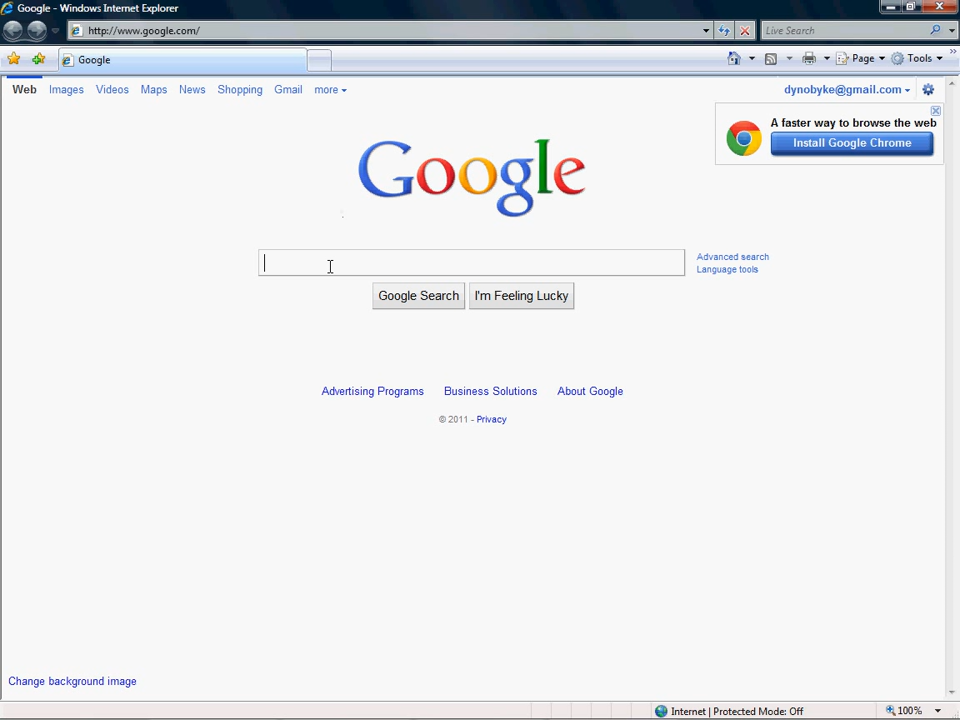 Google - Windows Internet Explorer
http://www.google.com/
Live Search
Google
Page
Tools
Web Images Videos Maps News Shopping Gmail more
dynobyke@gmail.com
A faster way to browse the web
Install Google Chrome
Google
Advanced search
Language tools
Google Search
I'm Feeling Lucky
Advertising Programs Business Solutions About Google
© 2011 - Privacy
Change background image
Internet | Protected Mode: Off
100%